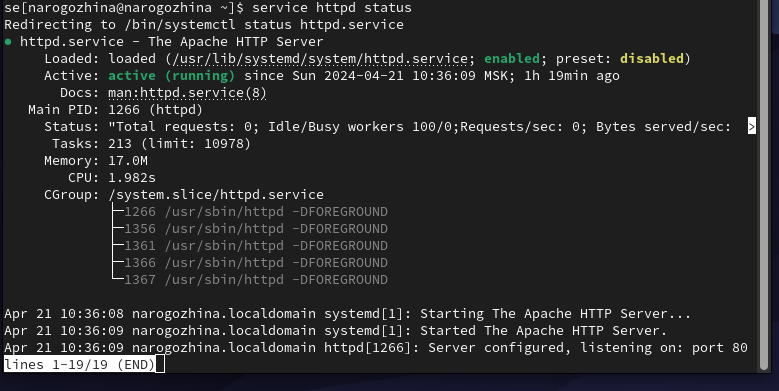 se[narogozhina@narogozhina ~]$ service httpd status
Redirecting to /bin/systemctl status httpd.service
● httpd.service - The Apache HTTP Server
     Loaded: loaded (/usr/lib/systemd/system/httpd.service; enabled; preset: disabled)
     Active: active (running) since Sun 2024-04-21 10:36:09 MSK; 1h 19min ago
       Docs: man:httpd.service(8)
   Main PID: 1266 (httpd)
     Status: "Total requests: 0; Idle/Busy workers 100/0;Requests/sec: 0; Bytes served/sec:  >
      Tasks: 213 (limit: 10978)
     Memory: 17.0M
        CPU: 1.982s
     CGroup: /system.slice/httpd.service
             ├─1266 /usr/sbin/httpd -DFOREGROUND
             ├─1356 /usr/sbin/httpd -DFOREGROUND
             ├─1361 /usr/sbin/httpd -DFOREGROUND
             ├─1366 /usr/sbin/httpd -DFOREGROUND
             └─1367 /usr/sbin/httpd -DFOREGROUND

Apr 21 10:36:08 narogozhina.localdomain systemd[1]: Starting The Apache HTTP Server...
Apr 21 10:36:09 narogozhina.localdomain systemd[1]: Started The Apache HTTP Server.
Apr 21 10:36:09 narogozhina.localdomain httpd[1266]: Server configured, listening on: port 80
lines 1-19/19 (END)